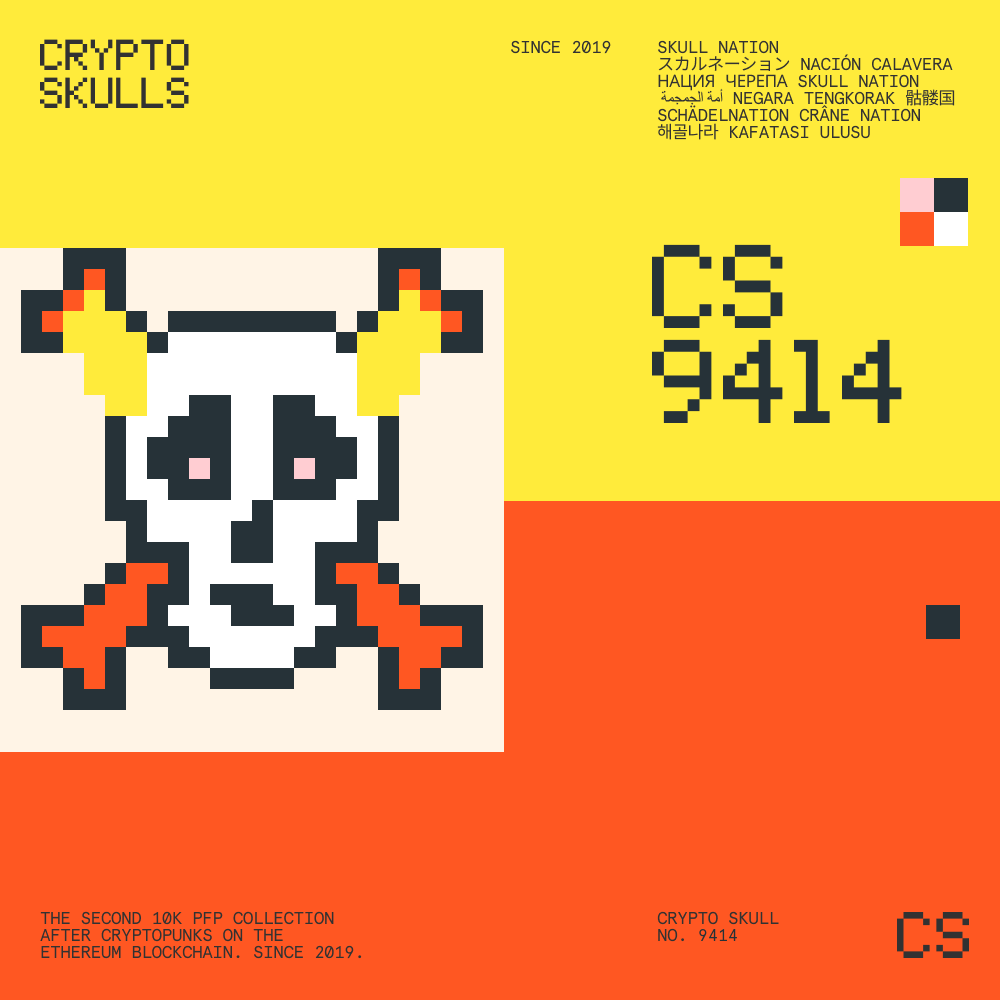 CRYPTO
SKULLS
SINCE 2019
SKULL NATION
スカルネーション NACIÓN CALAVERA
НАЦИЯ ЧЕРЕПА SKULL NATION
أمة الجمجمة NEGARA TENGKORAK 骷髅国
SCHÄDELNATION CRÂNE NATION
해골나라 KAFATASI ULUSU
CS
9414
THE SECOND 10K PFP COLLECTION
AFTER CRYPTOPUNKS ON THE
ETHEREUM BLOCKCHAIN. SINCE 2019.
CRYPTO SKULL
NO. 9414
CS